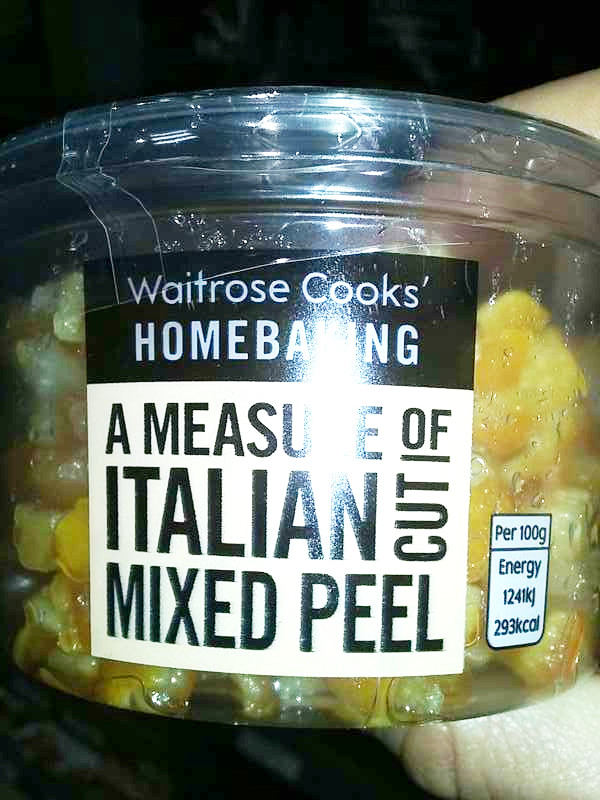 Waitrose Cooks'
HOMEBAKING
A MEASURE OF
ITALIAN CUT
MIXED PEEL
Per 100g
Energy
1241kJ
293kcal